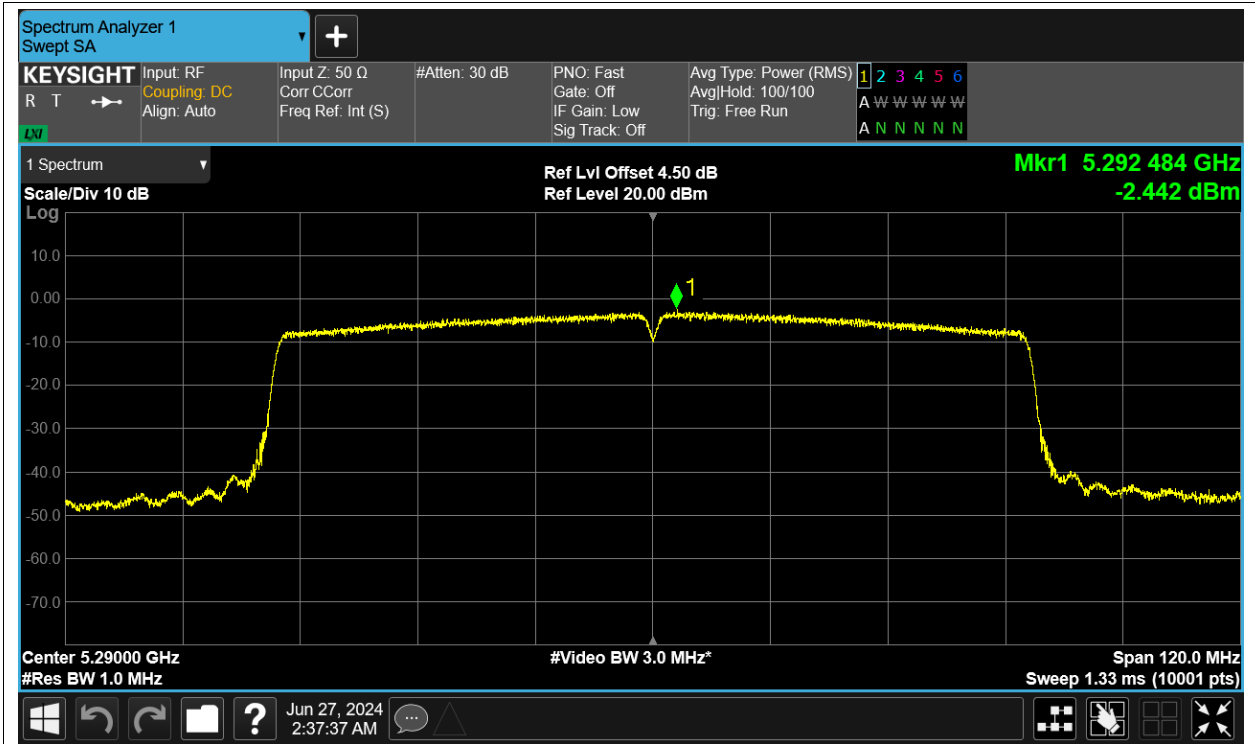 Spectrum Analyzer 1
Swept SA
KEYSIGHT
R T
LXI
Input: RF
Coupling: DC
Align: Auto
Input Z: 50 Ω
Corr CCorr
Freq Ref: Int (S)
#Atten: 30 dB
PNO: Fast
Gate: Off
IF Gain: Low
Sig Track: Off
Avg Type: Power (RMS)
Avg|Hold: 100/100
Trig: Free Run
1 2 3 4 5 6
A W W W W W
A N N N N N
1 Spectrum
Scale/Div 10 dB
Log
Ref Lvl Offset 4.50 dB
Ref Level 20.00 dBm
Mkr1 5.292 484 GHz
-2.442 dBm
1
10.0
0.00
-10.0
-20.0
-30.0
-40.0
-50.0
-60.0
-70.0
Center 5.29000 GHz
#Res BW 1.0 MHz
#Video BW 3.0 MHz*
Span 120.0 MHz
Sweep 1.33 ms (10001 pts)
?
Jun 27, 2024
2:37:37 AM